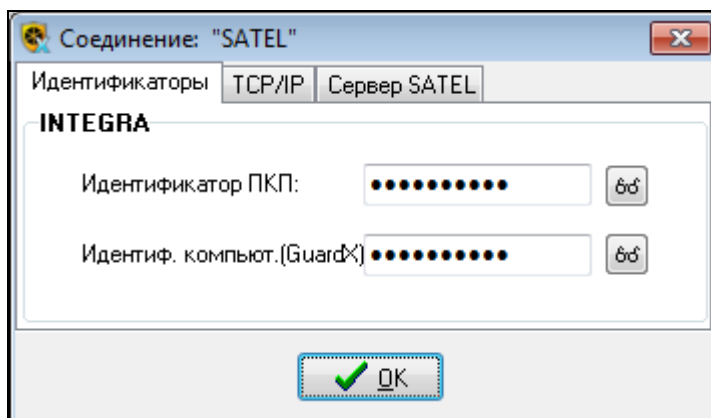 Соединение: "SATEL"
Идентификаторы TCP/IP Сервер SATEL
INTEGRA
Идентификатор ПКП: ●●●●●●●●●●
Идентиф. компьют.(GuardX) ●●●●●●●●●●
OK